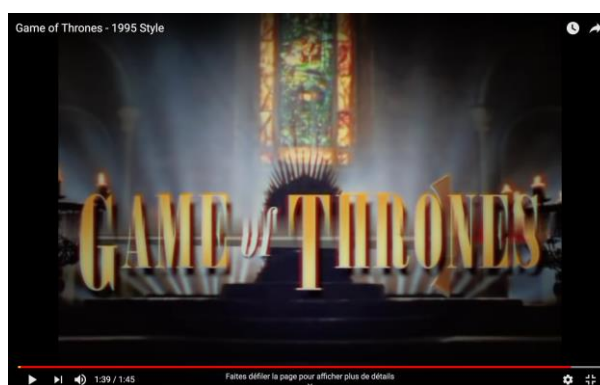 Game of Thrones - 1995 Style
GAME of THRONES
1:39 / 1:45
Faites défiler la page pour afficher plus de détails